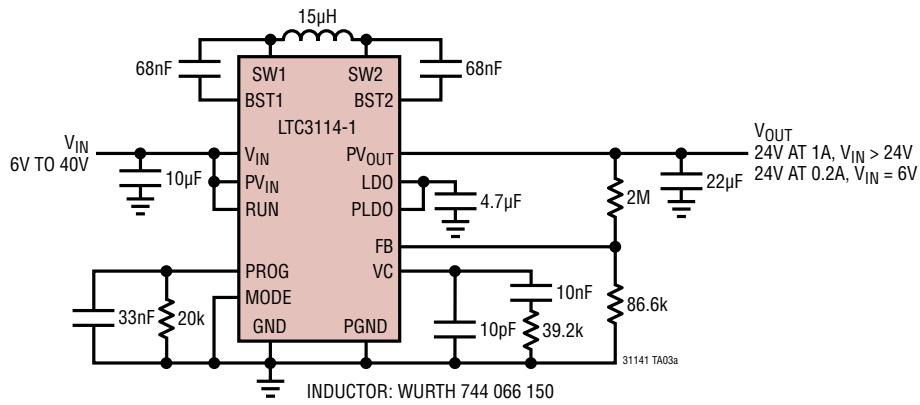 15µH
68nF
68nF
SW1
SW2
BST1
BST2
LTC3114-1
VIN
6V TO 40V
VIN
PVOUT
VOUT
24V AT 1A, VIN > 24V
24V AT 0.2A, VIN = 6V
10µF
PVIN
LDO
22µF
RUN
PLDO
4.7µF
2M
FB
PROG
VC
MODE
10nF
86.6k
33nF
20k
10pF
39.2k
GND
PGND
31141 TA03a
INDUCTOR: WURTH 744 066 150